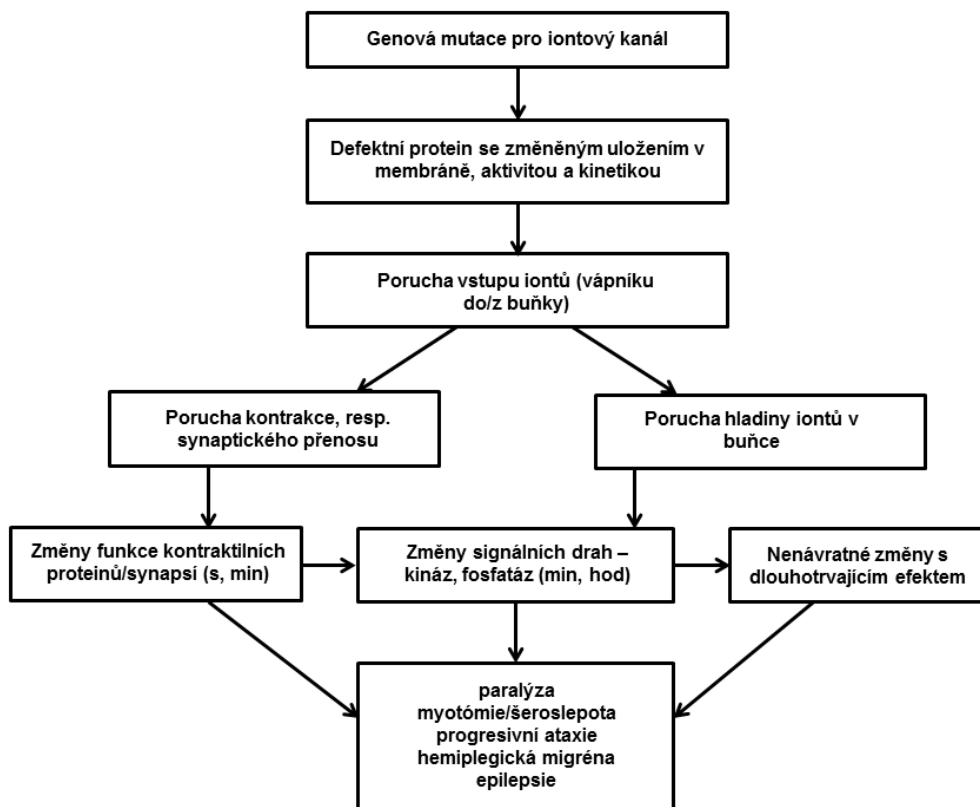 Genová mutace pro iontový kanál
Defektní protein se změněným uložením v
membráně, aktivitou a kinetikou
Porucha vstupu iontů (vápníku
do/z buňky)
Porucha kontrakce, resp.
synaptického přenosu
Porucha hladiny iontů v
buňce
Změny funkce kontraktilních
proteinů/synapsí (s, min)
Změny signálních drah –
kináz, fosfatáz (min, hod)
Nenávratné změny s
dlouhotrvajícím efektem
paralýza
myotómie/šeroslepota
progresivní ataxie
hemiplegická migréna
epilepsie